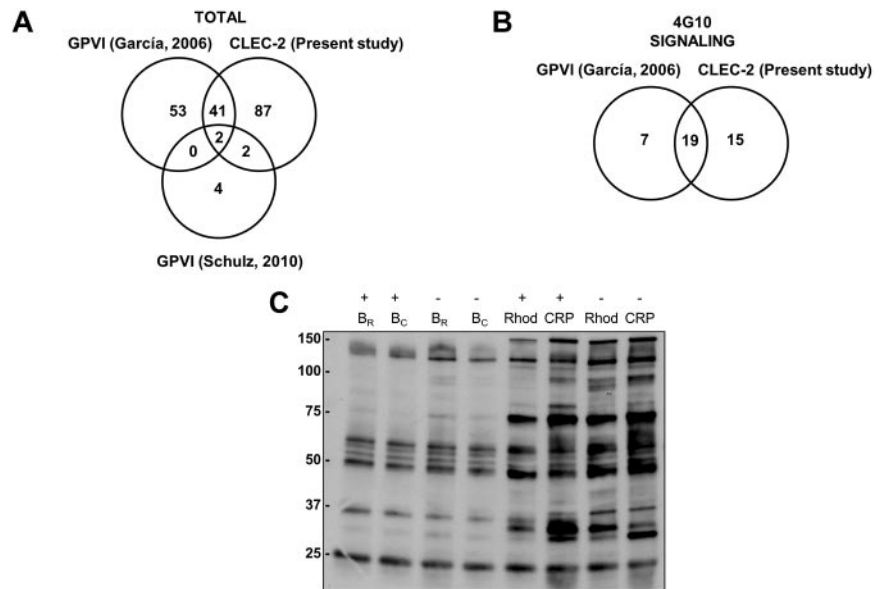 A
TOTAL
GPVI (García, 2006) CLEC-2 (Present study)
53 41 87
2
0 2
4
GPVI (Schulz, 2010)
B
4G10
SIGNALING
GPVI (García, 2006) CLEC-2 (Present study)
7 19 15
C
+ + - - + + - -
BR BC BR BC Rhod CRP Rhod CRP
150 -
100 -
75 -
50 -
37 -
25 -